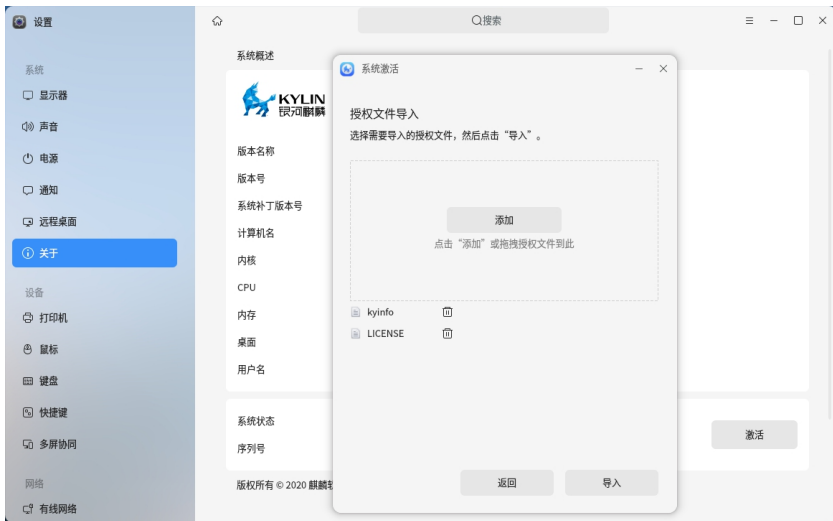 设置
搜索
系统
显示器
声音
电源
通知
远程桌面
关于
设备
打印机
鼠标
键盘
快捷键
多屏协同
网络
有线网络
系统概述
KYLIN
银河麒麟
版本名称
版本号
系统补丁版本号
计算机名
内核
CPU
内存
桌面
用户名
系统状态
序列号
激活
版权所有 © 2020 麒麟软
系统激活
授权文件导入
选择需要导入的授权文件，然后点击“导入”。
添加
点击“添加”或拖拽授权文件到此
kyinfo
LICENSE
返回
导入